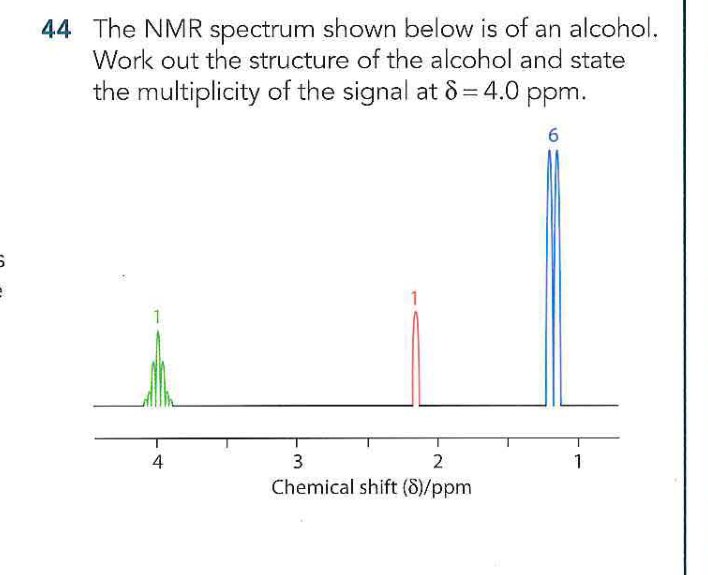 44 The NMR spectrum shown below is of an alcohol.
Work out the structure of the alcohol and state
the multiplicity of the signal at δ = 4.0 ppm.
6
1
1
4 3 2 1
Chemical shift (δ)/ppm